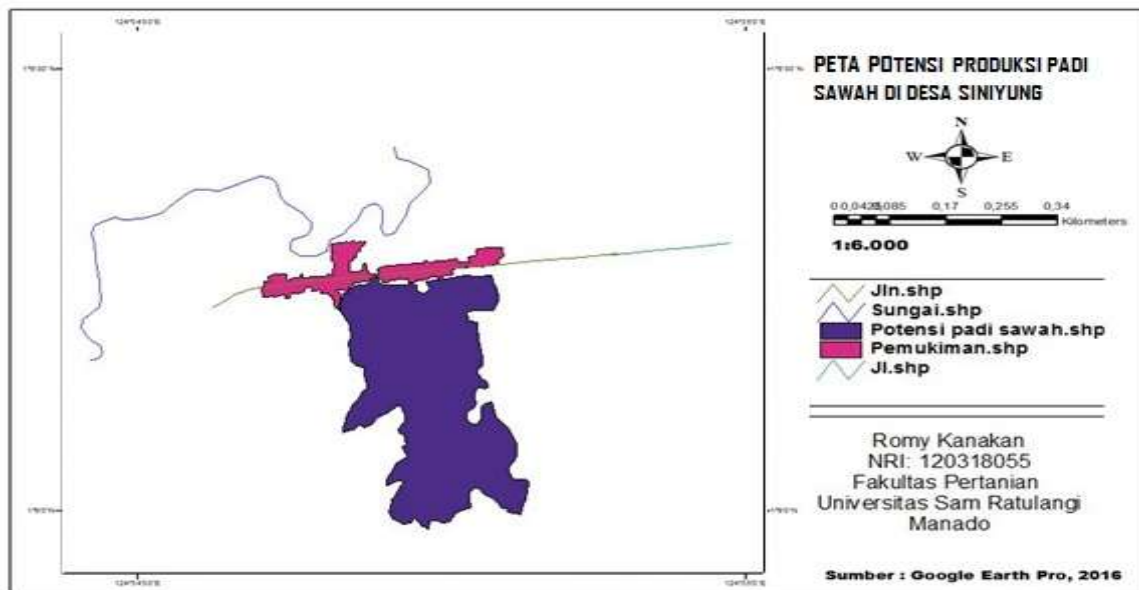 PETA POTENSI PRODUKSI PADI
SAWAH DI DESA SINIYUNG
N
W E
S
0,17 0,255 0,34
Kilometers
1:6.000
Jln.shp
Sungai.shp
Potensi padi sawah.shp
Pemukiman.shp
Jl.shp
Romy Kanakan
NRI: 120318055
Fakultas Pertanian
Universitas Sam Ratulangi
Manado
Sumber : Google Earth Pro, 2016